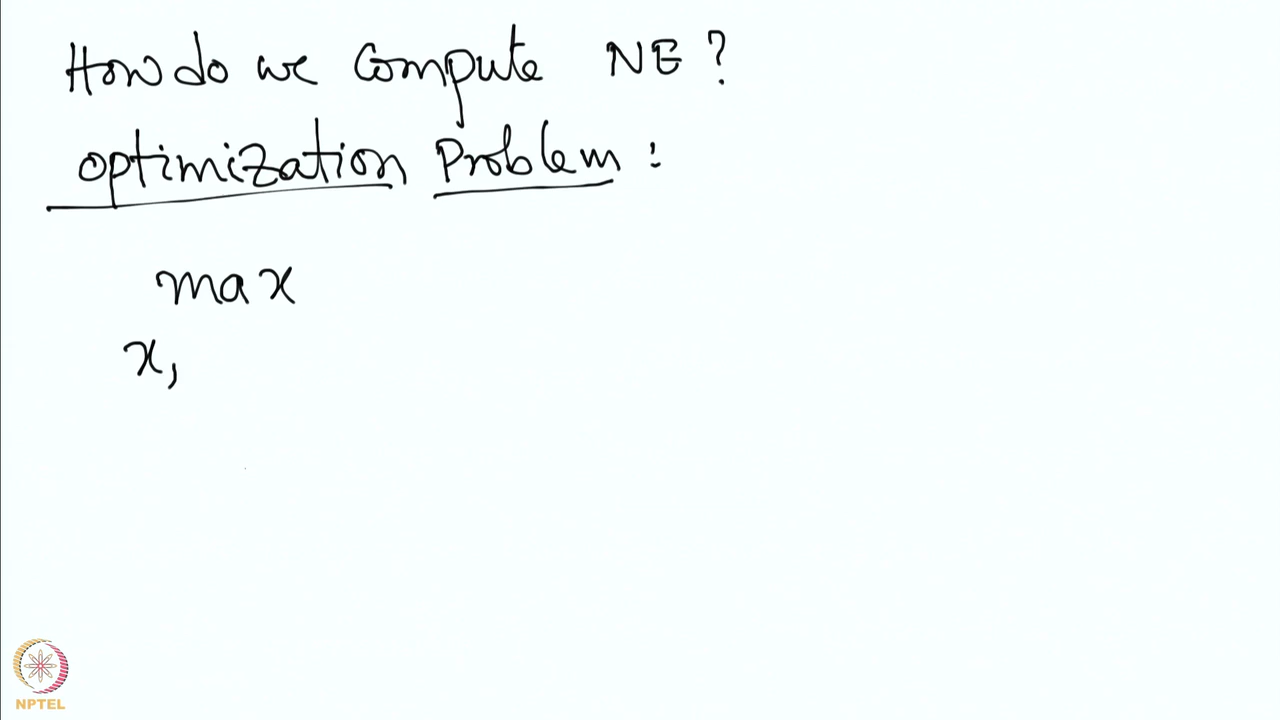 How do we compute NE ?
optimization Problem :
max
x,
NPTEL